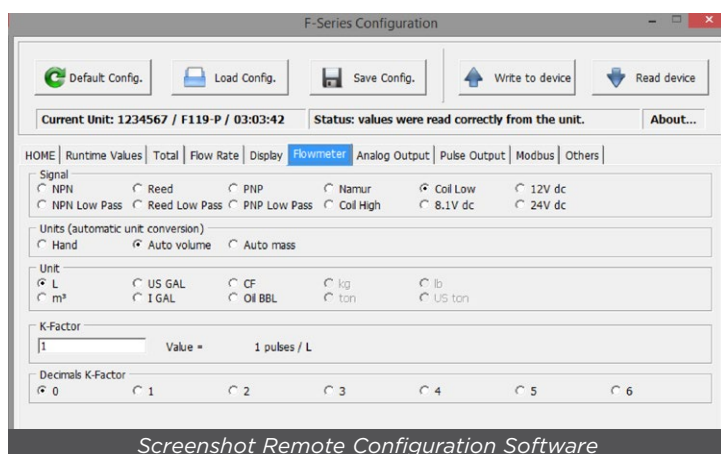 F-Series Configuration
Default Config. Load Config. Save Config. Write to device Read device
Current Unit: 1234567 / F119-P / 03:03:42 Status: values were read correctly from the unit. About...
HOME Runtime Values Total Flow Rate Display Flowmeter Analog Output Pulse Output Modbus Others
Signal
NPN Reed PNP Namur Coil Low 12V dc
NPN Low Pass Reed Low Pass PNP Low Pass Coil High 8.1V dc 24V dc
Units (automatic unit conversion)
Hand Auto volume Auto mass
Unit
L US GAL CF kg lb
m³ I GAL Oil BBL ton US ton
K-Factor
1 Value = 1 pulses / L
Decimals K-Factor
0 1 2 3 4 5 6
Screenshot Remote Configuration Software